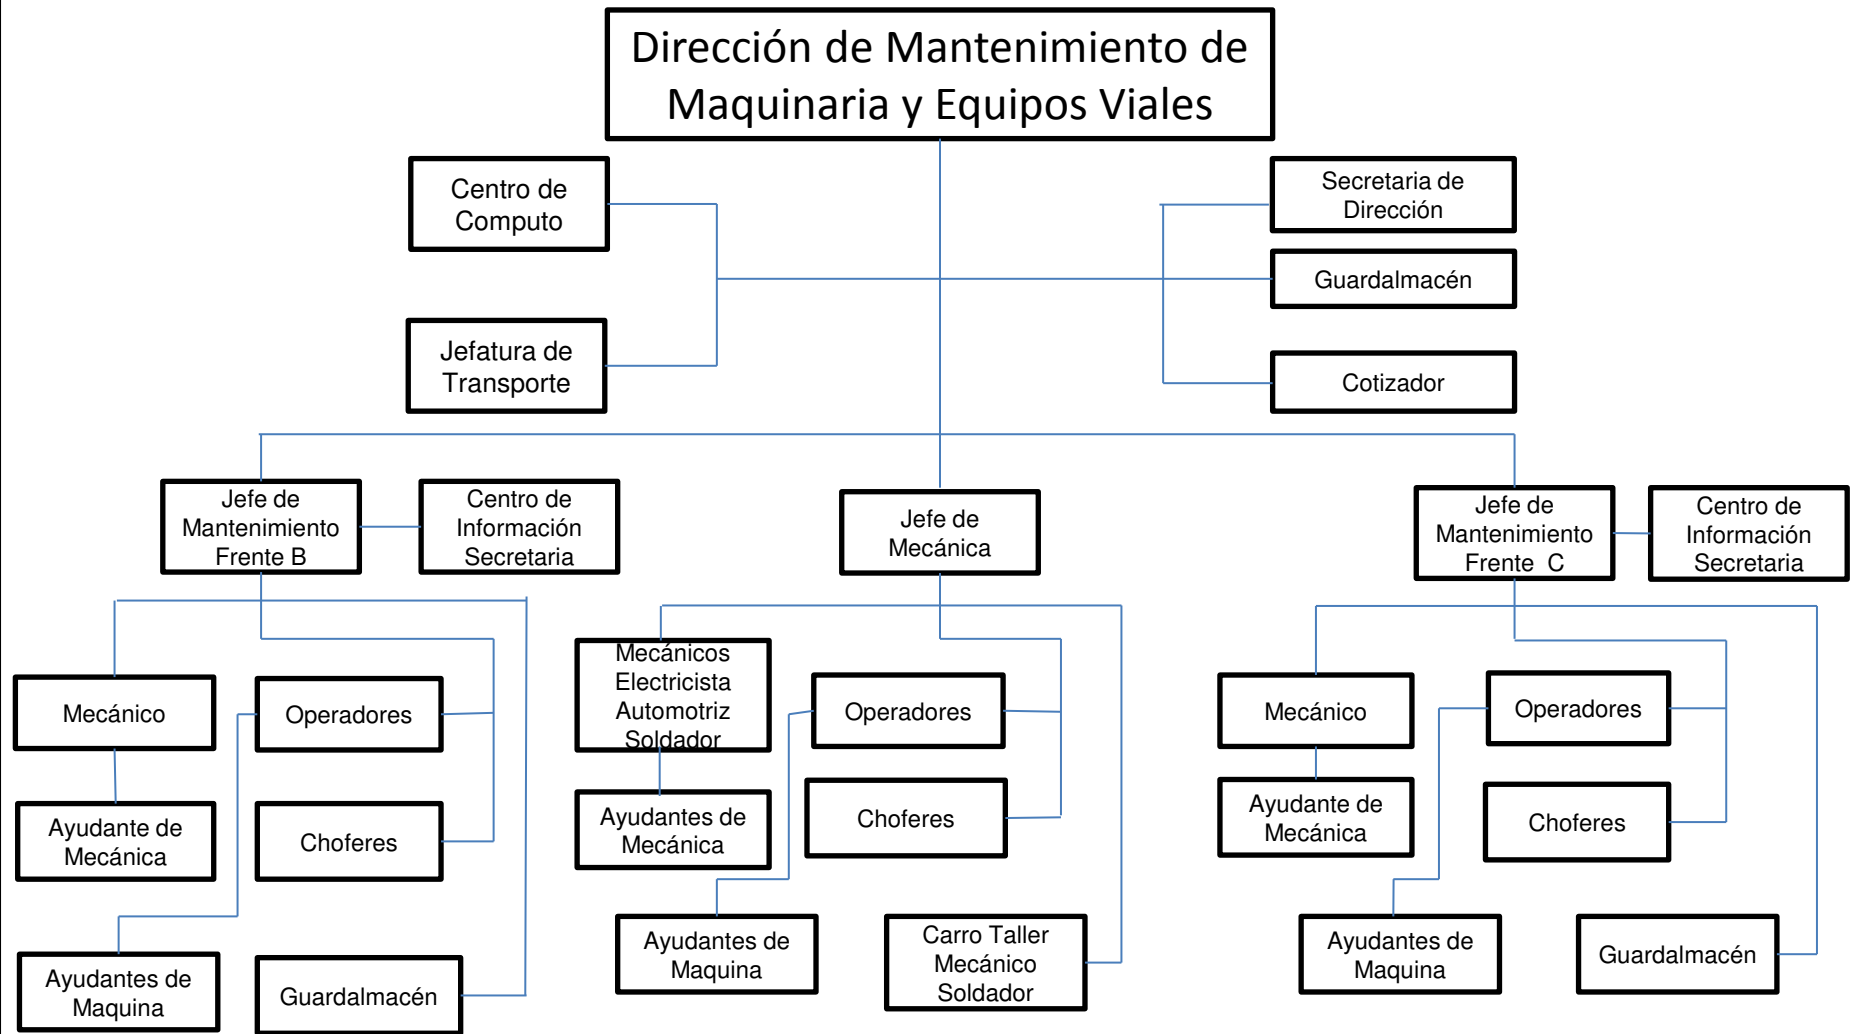 Dirección de Mantenimiento de
Maquinaria y Equipos Viales
Centro de
Computo
Secretaria de
Dirección
Guardalmacén
Jefatura de
Transporte
Cotizador
Jefe de
Mantenimiento
Frente B
Centro de
Información
Secretaria
Jefe de
Mecánica
Jefe de
Mantenimiento
Frente C
Centro de
Información
Secretaria
Mecánico
Operadores
Ayudante de
Mecánica
Choferes
Ayudantes de
Maquina
Guardalmacén
Mecánicos
Electricista
Automotriz
Soldador
Operadores
Ayudantes de
Mecánica
Choferes
Ayudantes de
Maquina
Carro Taller
Mecánico
Soldador
Mecánico
Operadores
Ayudante de
Mecánica
Choferes
Ayudantes de
Maquina
Guardalmacén